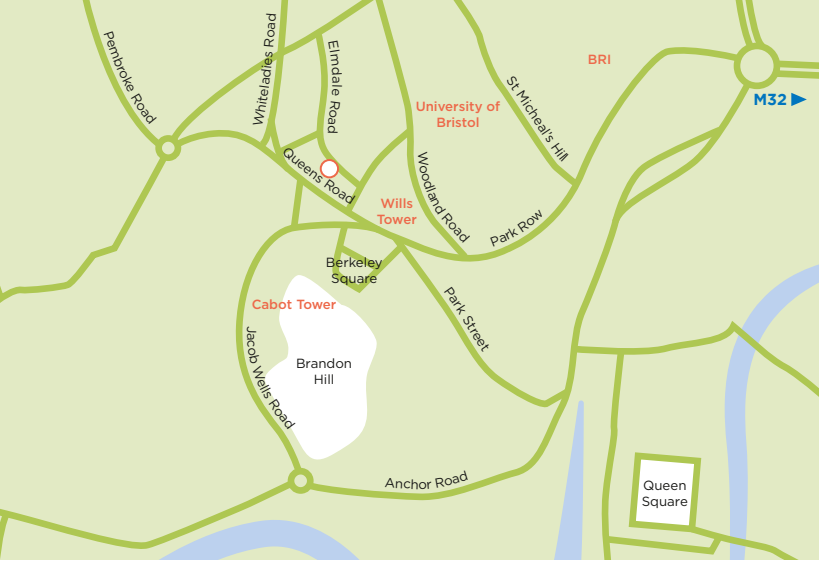 Pembroke Road
Whiteladies Road
Elmdale Road
St Micheal's Hill
BRI
M32
University of
Bristol
Queens Road
Woodland Road
Wills
Tower
Park Row
Berkeley
Square
Cabot Tower
Park Street
Jacob Wells Road
Brandon
Hill
Anchor Road
Queen
Square